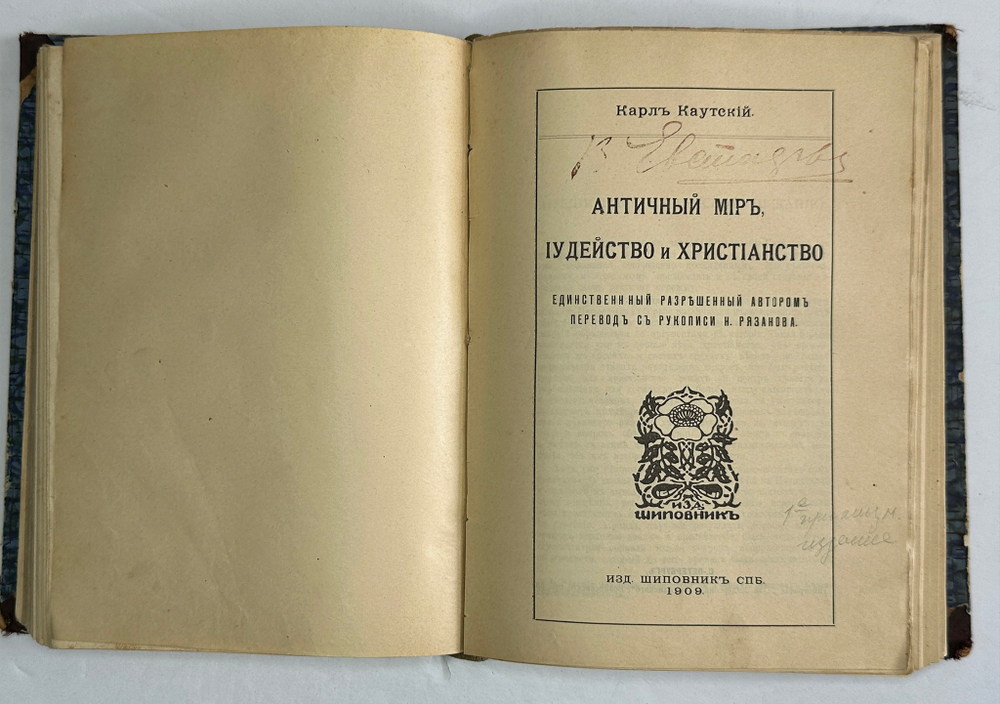 Карлъ Каутскій.
АНТИЧНЫЙ МІРЪ,
ІУДЕЙСТВО и ХРИСТІАНСТВО
ЕДИНСТВЕННЫЙ РАЗРѢШЕННЫЙ АВТОРОМЪ
ПЕРЕВОДЪ СЪ РУКОПИСИ Н. РЯЗАНОВА.
ИЗД.
ШИПОВНИКЪ
издание
ИЗД. ШИПОВНИКЪ СПБ.
1909.